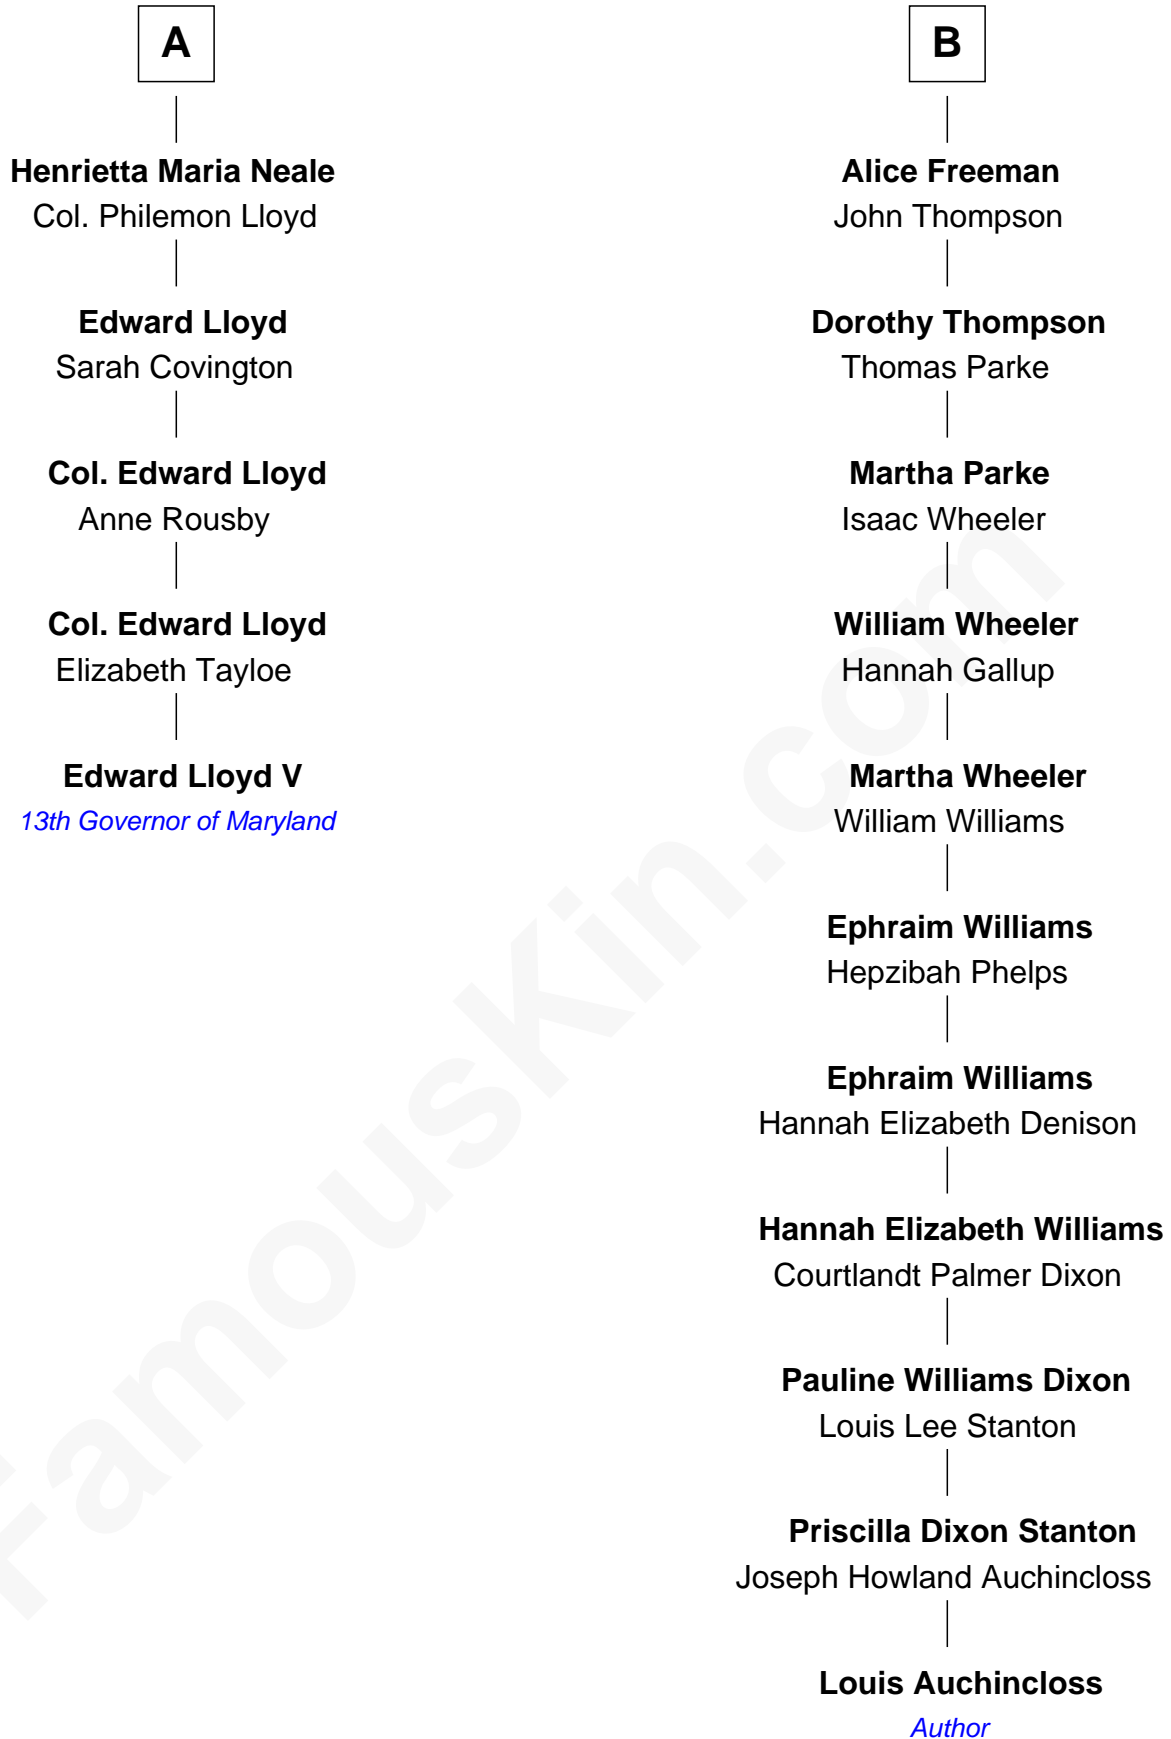 A
Henrietta Maria Neale
Col. Philemon Lloyd
Edward Lloyd
Sarah Covington
Col. Edward Lloyd
Anne Rousby
Col. Edward Lloyd
Elizabeth Tayloe
Edward Lloyd V
13th Governor of Maryland
B
Alice Freeman
John Thompson
Dorothy Thompson
Thomas Parke
Martha Parke
Isaac Wheeler
William Wheeler
Hannah Gallup
Martha Wheeler
William Williams
Ephraim Williams
Hepzibah Phelps
Ephraim Williams
Hannah Elizabeth Denison
Hannah Elizabeth Williams
Courtlandt Palmer Dixon
Pauline Williams Dixon
Louis Lee Stanton
Priscilla Dixon Stanton
Joseph Howland Auchincloss
Louis Auchincloss
Author
FamousKin.com